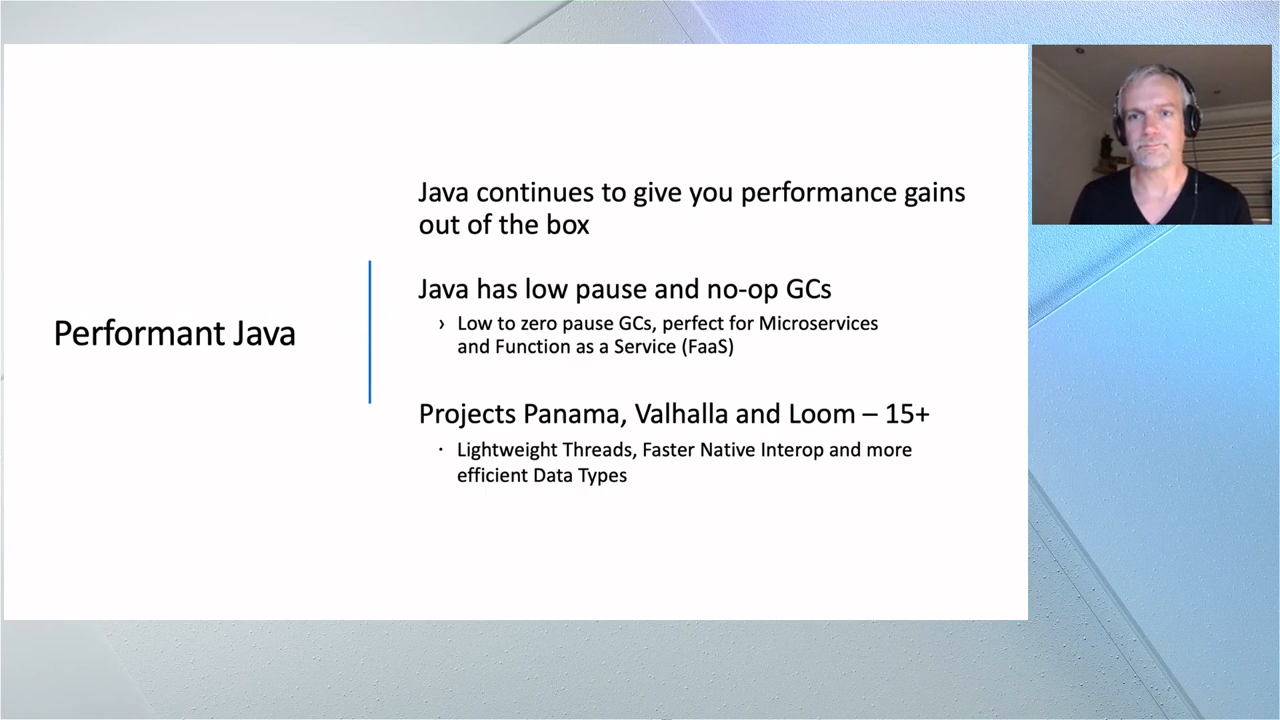 Performant Java
Java continues to give you performance gains
out of the box
Java has low pause and no-op GCs
› Low to zero pause GCs, perfect for Microservices
and Function as a Service (FaaS)
Projects Panama, Valhalla and Loom – 15+
· Lightweight Threads, Faster Native Interop and more
efficient Data Types